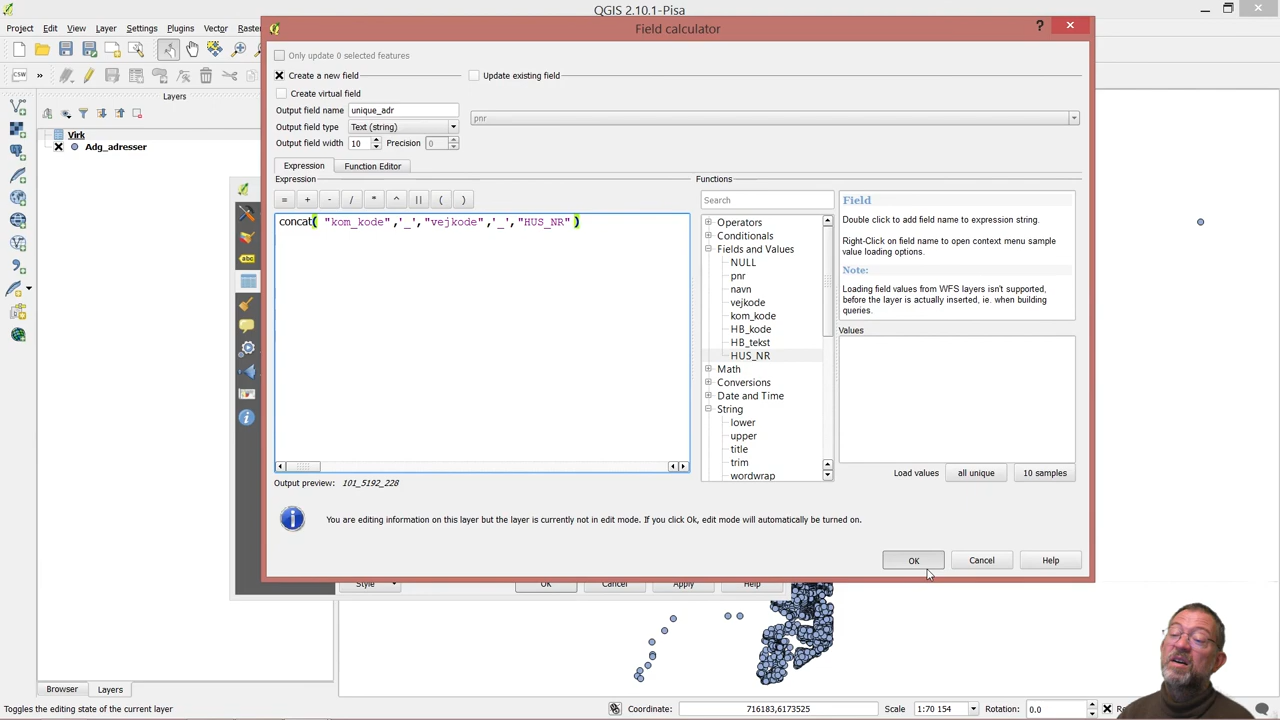 QGIS 2.10.1-Pisa
Project Edit View Layer Settings Plugins Vector Raster
Field calculator
Only update 0 selected features
Create a new field
Update existing field
Create virtual field
Output field name unique_adr
pnr
Output field type Text (string)
Output field width 10 Precision 0
Expression Function Editor
Expression
Functions
= + - / * ^ || ( )
Search
concat( "kom_kode",'_',"vejkode",'_',"HUS_NR" )
Operators
Conditionals
Fields and Values
NULL
pnr
navn
vejkode
kom_kode
HB_kode
HB_tekst
HUS_NR
Math
Conversions
Date and Time
String
lower
upper
title
trim
wordwrap
Field
Double click to add field name to expression string.
Right-Click on field name to open context menu sample
value loading options.
Note:
Loading field values from WFS layers isn't supported,
before the layer is actually inserted, ie. when building
queries.
Values
Load values all unique 10 samples
Output preview: 101_5192_228
You are editing information on this layer but the layer is currently not in edit mode. If you click Ok, edit mode will automatically be turned on.
OK Cancel Help
Style OK Cancel Apply Help
CSW
abc
Layers
Virk
Adg_adresser
Browser Layers
Toggles the editing state of the current layer
Coordinate: 716183,6173525 Scale 1:70 154 Rotation: 0.0